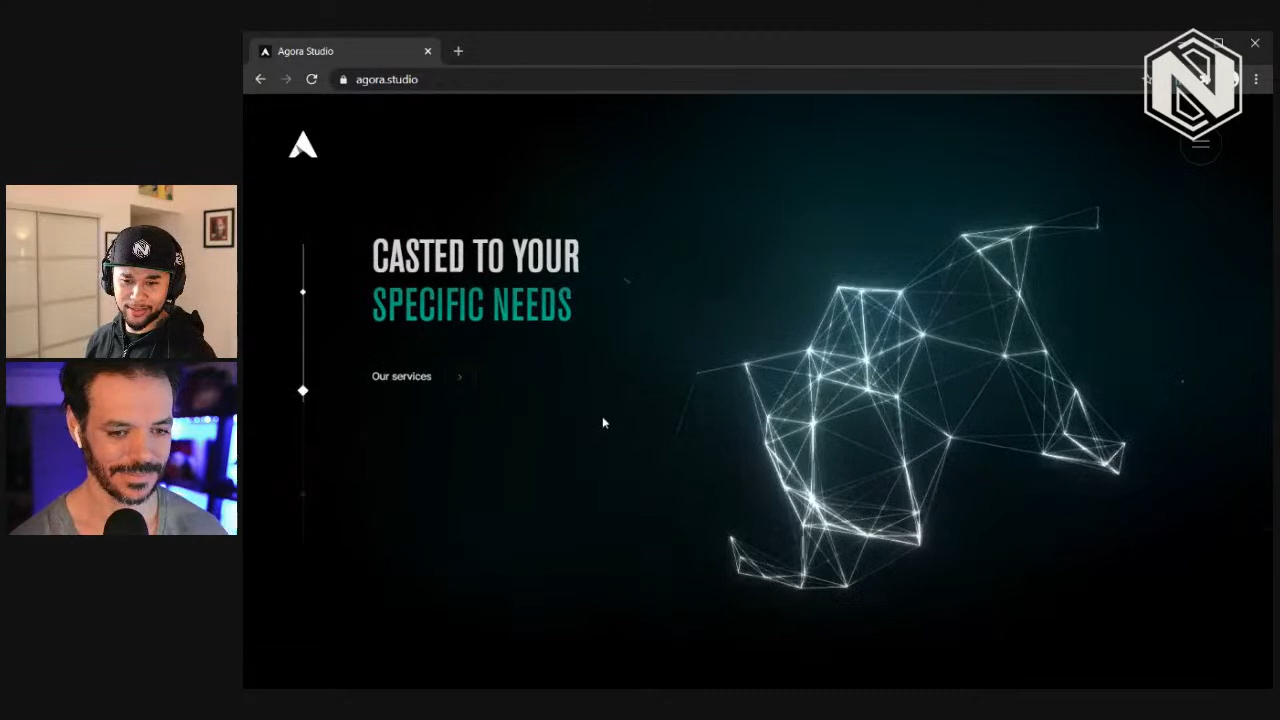 Agora Studio
agora.studio
CASTED TO YOUR
SPECIFIC NEEDS
Our services